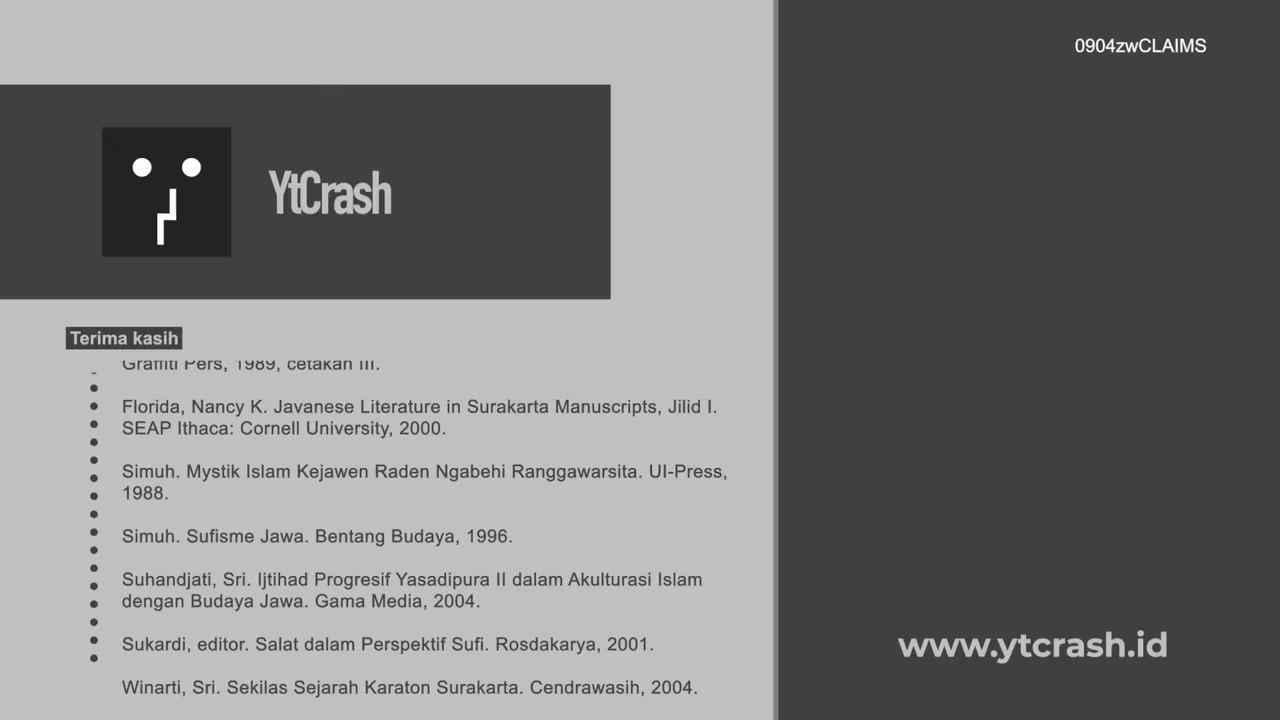 0904zwCLAIMS
YtCrash
Terima kasih
Graffiti Pers, 1989, cetakan III.
Florida, Nancy K. Javanese Literature in Surakarta Manuscripts, Jilid I.
SEAP Ithaca: Cornell University, 2000.
Simuh. Mystik Islam Kejawen Raden Ngabehi Ranggawarsita. UI-Press,
1988.
Simuh. Sufisme Jawa. Bentang Budaya, 1996.
Suhandjati, Sri. Ijtihad Progresif Yasadipura II dalam Akulturasi Islam
dengan Budaya Jawa. Gama Media, 2004.
Sukardi, editor. Salat dalam Perspektif Sufi. Rosdakarya, 2001.
Winarti, Sri. Sekilas Sejarah Karaton Surakarta. Cendrawasih, 2004.
www.ytcrash.id